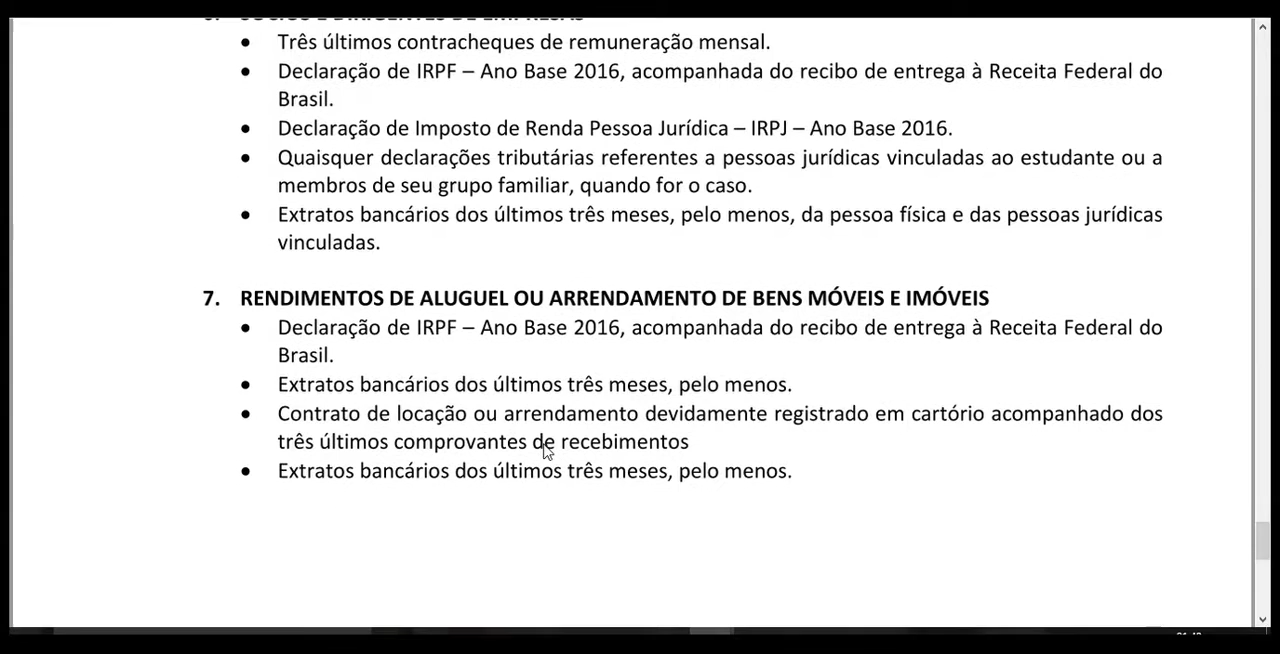 • Três últimos contracheques de remuneração mensal.
• Declaração de IRPF – Ano Base 2016, acompanhada do recibo de entrega à Receita Federal do
Brasil.
• Declaração de Imposto de Renda Pessoa Jurídica – IRPJ – Ano Base 2016.
• Quaisquer declarações tributárias referentes a pessoas jurídicas vinculadas ao estudante ou a
membros de seu grupo familiar, quando for o caso.
• Extratos bancários dos últimos três meses, pelo menos, da pessoa física e das pessoas jurídicas
vinculadas.
7. RENDIMENTOS DE ALUGUEL OU ARRENDAMENTO DE BENS MÓVEIS E IMÓVEIS
• Declaração de IRPF – Ano Base 2016, acompanhada do recibo de entrega à Receita Federal do
Brasil.
• Extratos bancários dos últimos três meses, pelo menos.
• Contrato de locação ou arrendamento devidamente registrado em cartório acompanhado dos
três últimos comprovantes de recebimentos
• Extratos bancários dos últimos três meses, pelo menos.